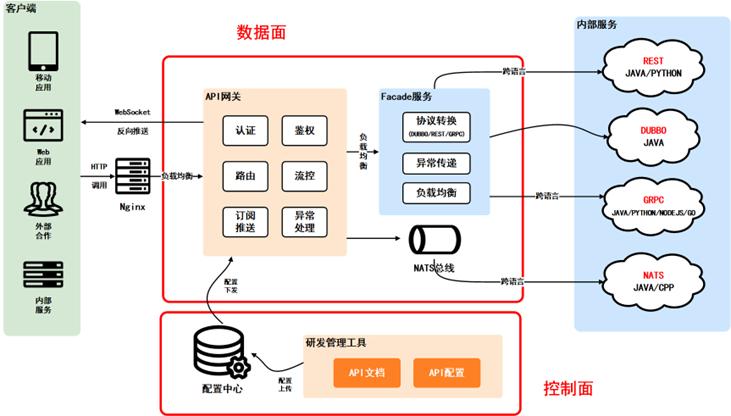 客户端
移动
应用
Web
应用
外部
合作
内部
服务
WebSocket
反向推送
HTTP
调用
Nginx
负载均衡
数据面
API网关
认证
鉴权
路由
流控
订阅
推送
异常
处理
负
载
均
衡
Facade服务
协议转换
(DUBBO/REST/GRPC)
异常传递
负载均衡
NATS总线
跨语言
跨语言
跨语言
内部服务
REST
JAVA/PYTHON
DUBBO
JAVA
GRPC
JAVA/PYTHON/NODEJS/GO
NATS
JAVA/CPP
配置
下发
配置中心
配置
上传
研发管理工具
API文档
API配置
控制面